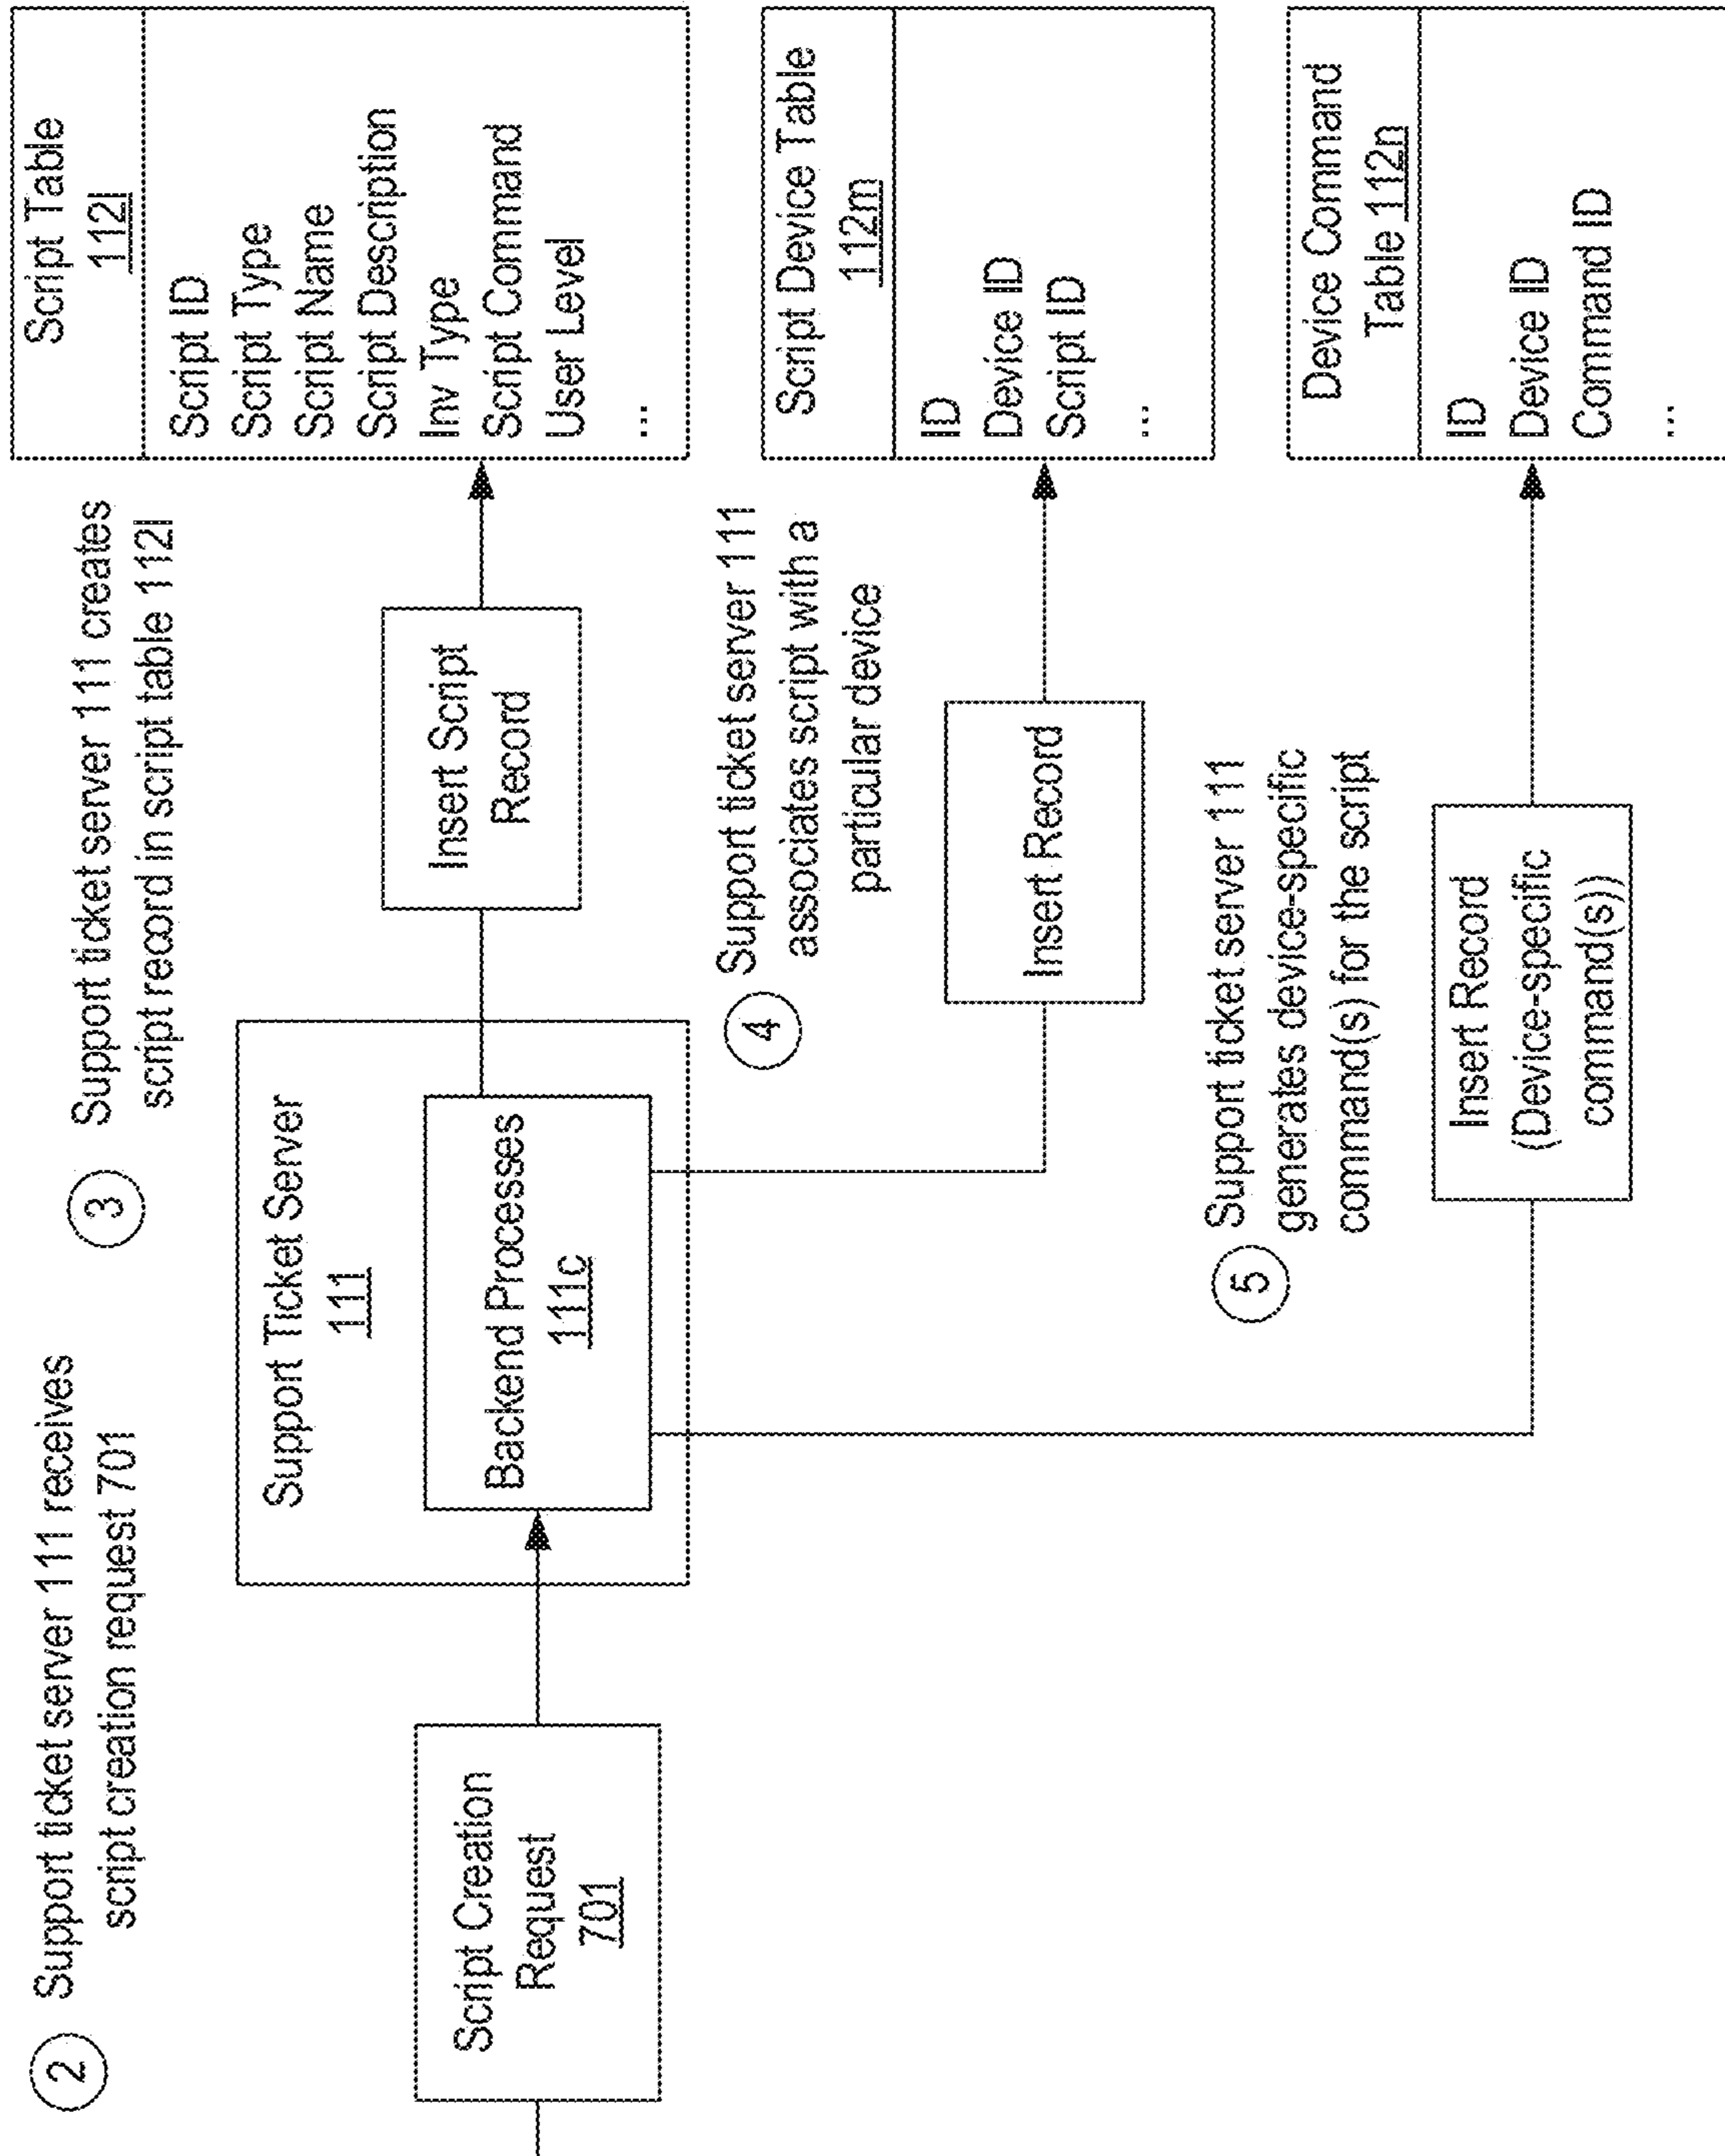 2
Support ticket server 111 receives
script creation request 701
3
Support ticket server 111 creates
script record in script table 112l
Script Creation
Request
701
Support Ticket Server
111
Backend Processes
111c
Insert Script
Record
Script Table
112l
Script ID
Script Type
Script Name
Script Description
Inv Type
Script Command
User Level
...
4
Support ticket server 111
associates script with a
particular device
Insert Record
Script Device Table
112m
ID
Device ID
Script ID
...
5
Support ticket server 111
generates device-specific
command(s) for the script
Insert Record
(Device-specific
command(s))
Device Command
Table 112n
ID
Device ID
Command ID
...